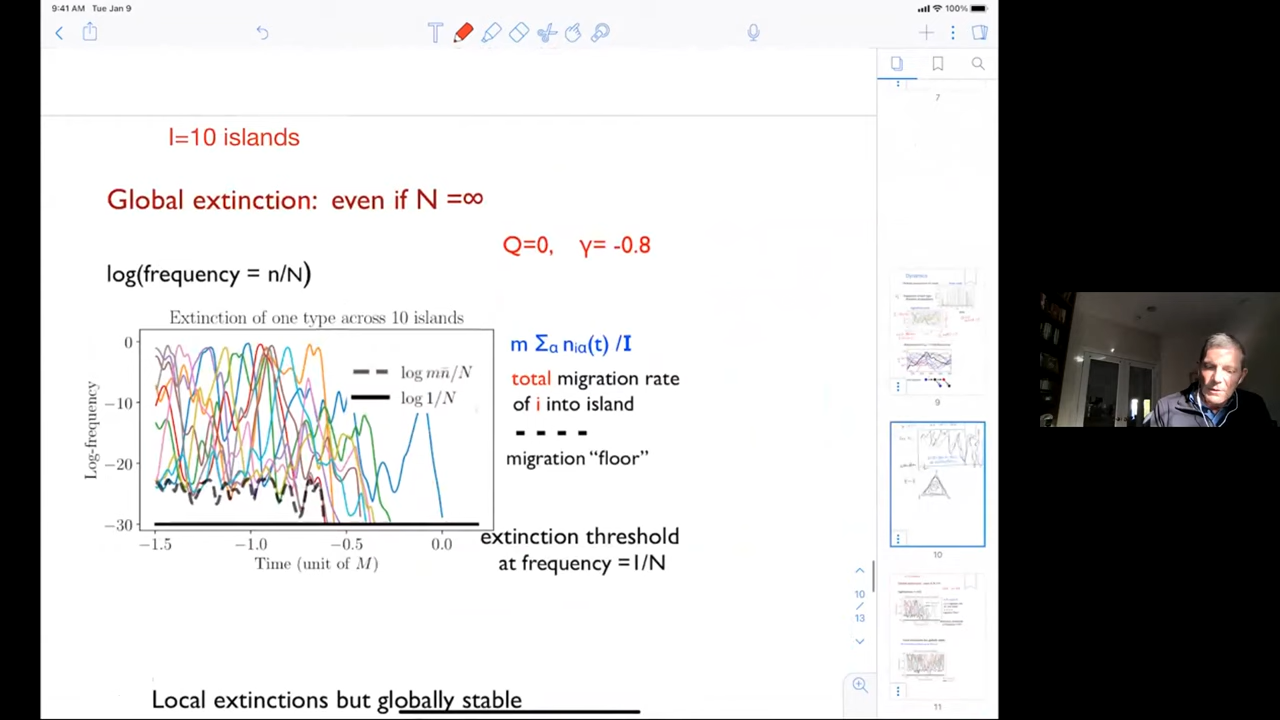 9:41 AM Tue Jan 9
100%
I=10 islands
Global extinction: even if N =∞
Q=0, γ= -0.8
log(frequency = n/N)
Extinction of one type across 10 islands
0
−10
−20
−30
Log-frequency
log mn̄/N
log 1/N
−1.5 −1.0 −0.5 0.0
Time (unit of M)
m Σα niα(t) /I
total migration rate
of i into island
migration “floor”
extinction threshold
at frequency =1/N
Local extinctions but globally stable
7
9
10
11
10
/
13